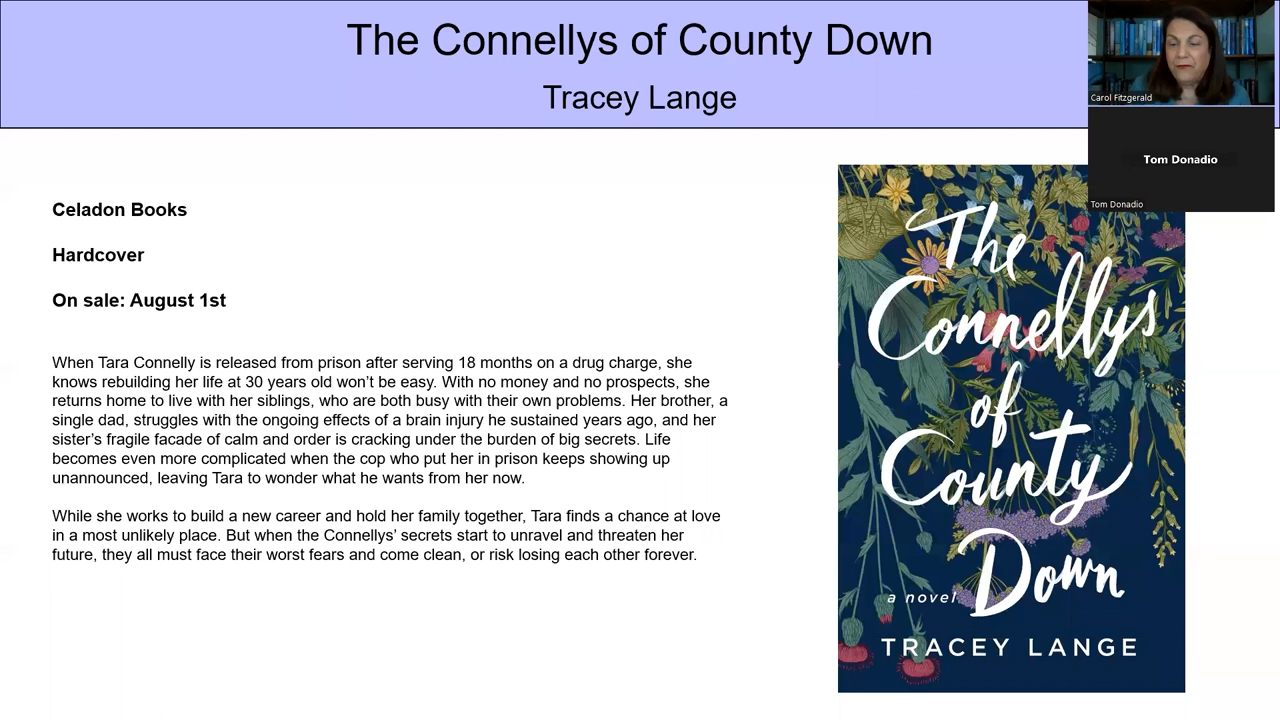 The Connellys of County Down
Tracey Lange
Carol Fitzgerald
Tom Donadio
Tom Donadio
Celadon Books
Hardcover
On sale: August 1st
When Tara Connelly is released from prison after serving 18 months on a drug charge, she
knows rebuilding her life at 30 years old won’t be easy. With no money and no prospects, she
returns home to live with her siblings, who are both busy with their own problems. Her brother, a
single dad, struggles with the ongoing effects of a brain injury he sustained years ago, and her
sister’s fragile facade of calm and order is cracking under the burden of big secrets. Life
becomes even more complicated when the cop who put her in prison keeps showing up
unannounced, leaving Tara to wonder what he wants from her now.
While she works to build a new career and hold her family together, Tara finds a chance at love
in a most unlikely place. But when the Connellys’ secrets start to unravel and threaten her
future, they all must face their worst fears and come clean, or risk losing each other forever.
The
Connellys
of
County
Down
a novel
TRACEY LANGE